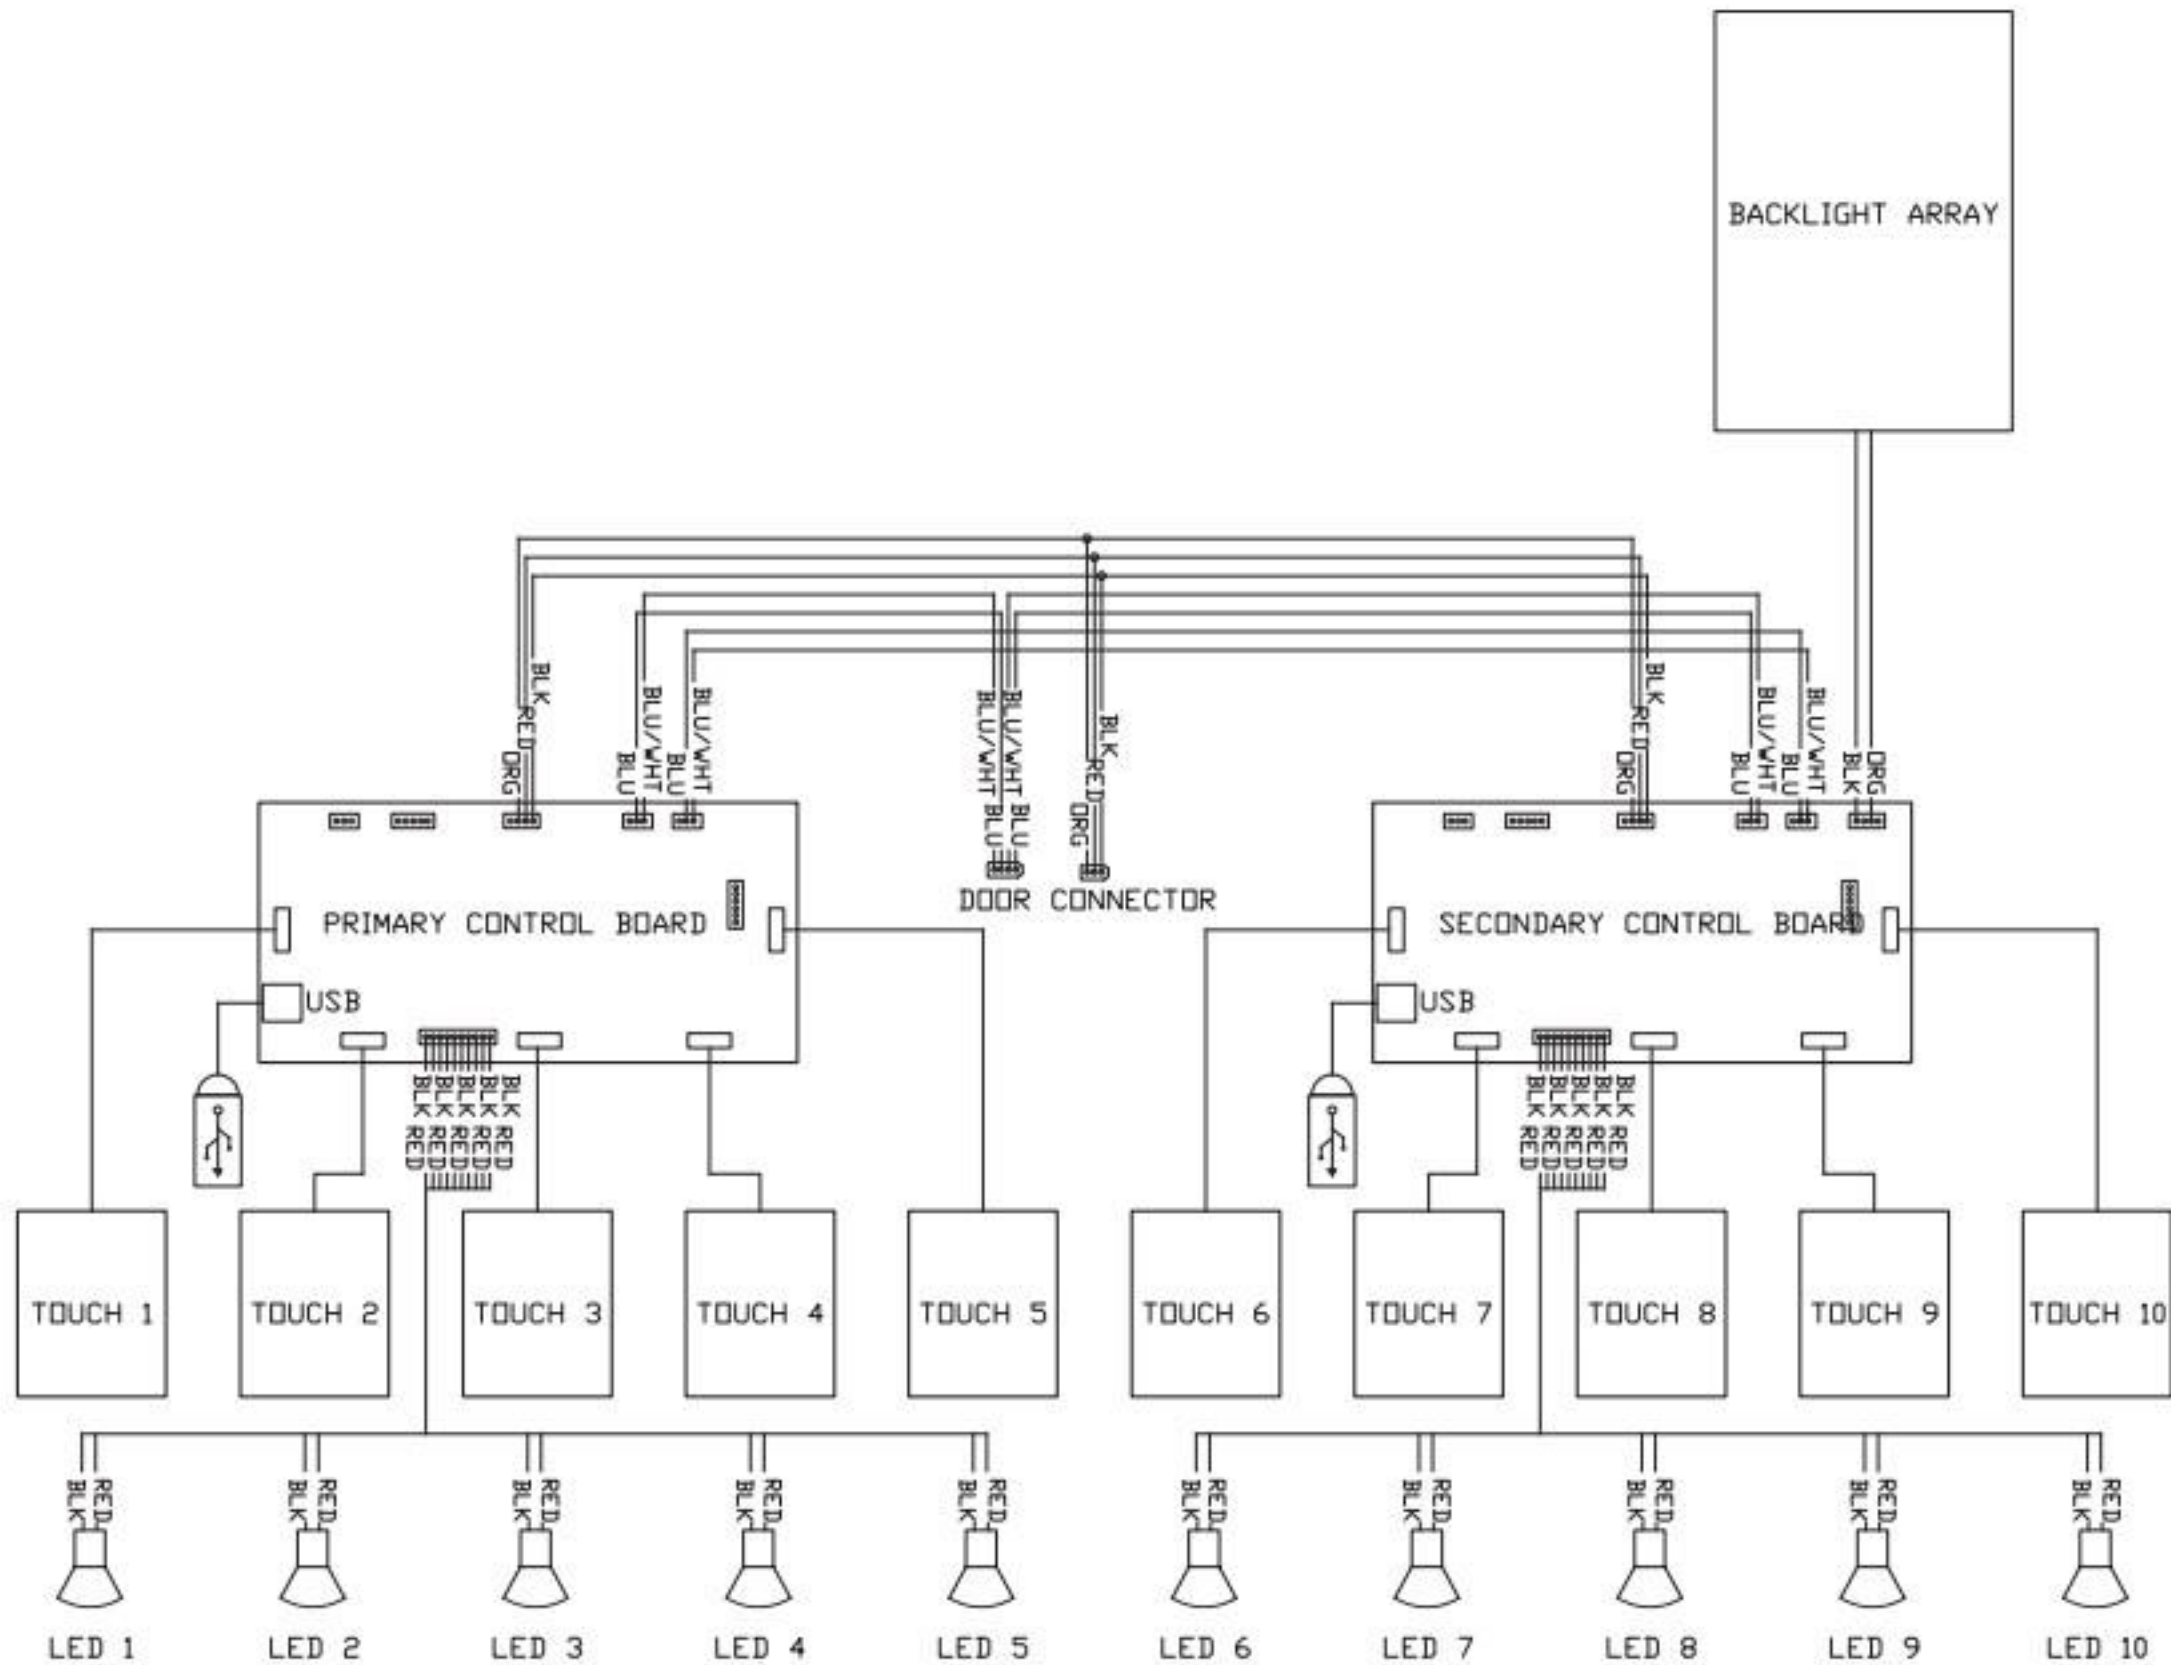 BACKLIGHT ARRAY
BLK
RED
ORG
BLU/WHT
BLU
BLU/WHT
BLU
BLU/WHT
BLU/WHT
BLU
BLU
BLK
RED
ORG
BLK
RED
ORG
BLU/WHT
BLU
BLU/WHT
BLU
BLK
ORG
DOOR CONNECTOR
PRIMARY CONTROL BOARD
SECONDARY CONTROL BOARD
USB
USB
BLK BLK BLK BLK BLK
RED RED RED RED RED
BLK BLK BLK BLK BLK
RED RED RED RED RED
TOUCH 1
TOUCH 2
TOUCH 3
TOUCH 4
TOUCH 5
TOUCH 6
TOUCH 7
TOUCH 8
TOUCH 9
TOUCH 10
BLK RED
BLK RED
BLK RED
BLK RED
BLK RED
BLK RED
BLK RED
BLK RED
BLK RED
BLK RED
LED 1
LED 2
LED 3
LED 4
LED 5
LED 6
LED 7
LED 8
LED 9
LED 10